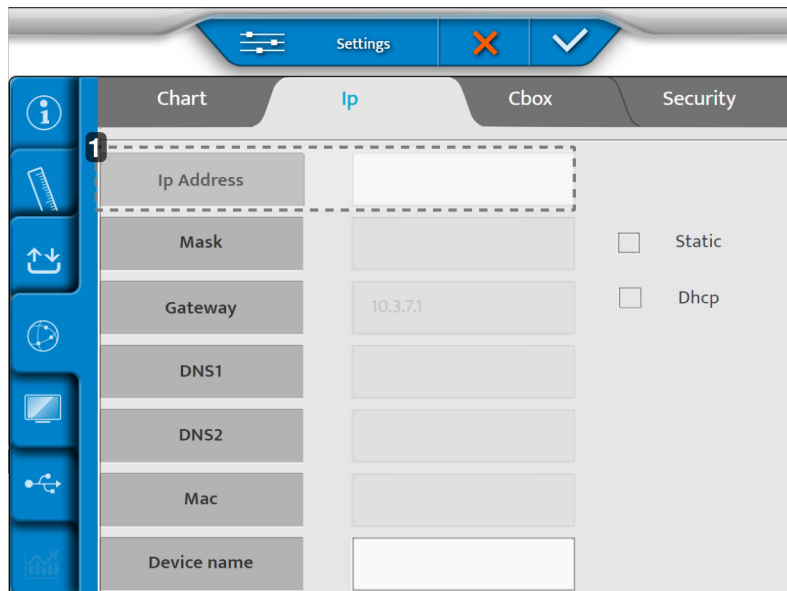 Settings
Chart Ip Cbox Security
1
Ip Address
Mask Static
Gateway 10.3.7.1 Dhcp
DNS1
DNS2
Mac
Device name